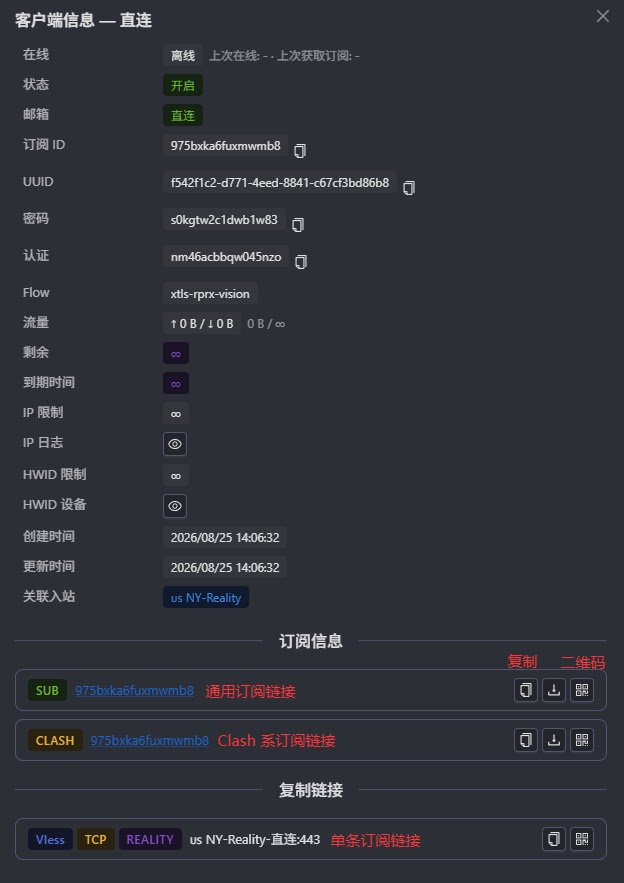 客户端信息 — 直连
在线 离线 上次在线: - · 上次获取订阅: -
状态 开启
邮箱 直连
订阅 ID 975bxka6fuxmwmb8
UUID f542f1c2-d771-4eed-8841-c67cf3bd86b8
密码 s0kgtw2c1dwb1w83
认证 nm46acbbqw045nzo
Flow xtls-rprx-vision
流量 ↑ 0 B / ↓ 0 B 0 B / ∞
剩余 ∞
到期时间 ∞
IP 限制 ∞
IP 日志
HWID 限制 ∞
HWID 设备
创建时间 2026/08/25 14:06:32
更新时间 2026/08/25 14:06:32
关联入站 us NY-Reality
订阅信息
复制 二维码
SUB 975bxka6fuxmwmb8 通用订阅链接
CLASH 975bxka6fuxmwmb8 Clash 系订阅链接
复制链接
Vless TCP REALITY us NY-Reality-直连:443 单条订阅链接